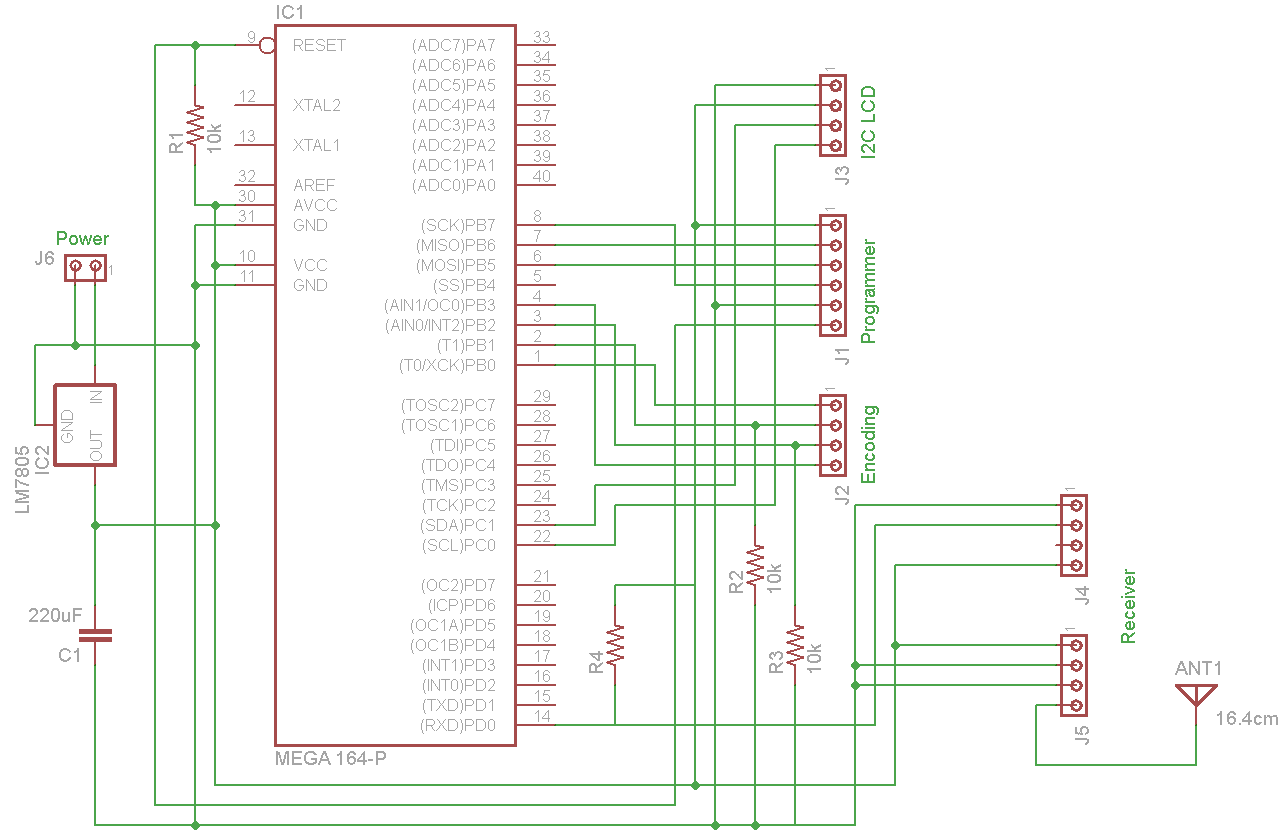 IC1
MEGA 164-P
9 RESET
12 XTAL2
13 XTAL1
32 AREF
30 AVCC
31 GND
10 VCC
11 GND
(ADC7)PA7 33
(ADC6)PA6 34
(ADC5)PA5 35
(ADC4)PA4 36
(ADC3)PA3 37
(ADC2)PA2 38
(ADC1)PA1 39
(ADC0)PA0 40
(SCK)PB7 8
(MISO)PB6 7
(MOSI)PB5 6
(SS)PB4 5
(AIN1/OC0)PB3 4
(AIN0/INT2)PB2 3
(T1)PB1 2
(T0/XCK)PB0 1
(TOSC2)PC7 29
(TOSC1)PC6 28
(TDI)PC5 27
(TDO)PC4 26
(TMS)PC3 25
(TCK)PC2 24
(SDA)PC1 23
(SCL)PC0 22
(OC2)PD7 21
(ICP)PD6 20
(OC1A)PD5 19
(OC1B)PD4 18
(INT1)PD3 17
(INT0)PD2 16
(TXD)PD1 15
(RXD)PD0 14
R1
10k
Power
J6
1
IN
GND
OUT
IC2
LM7805
220uF
C1
1
I2C LCD
J3
1
Programmer
J1
1
Encoding
J2
R2
10k
R3
10k
R4
1
J4
Receiver
1
J5
ANT1
16.4cm